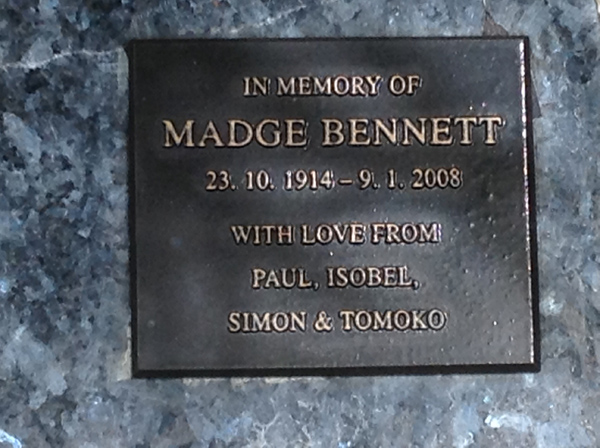 IN MEMORY OF
MADGE BENNETT
23. 10. 1914 – 9. 1. 2008
WITH LOVE FROM
PAUL, ISOBEL,
SIMON & TOMOKO